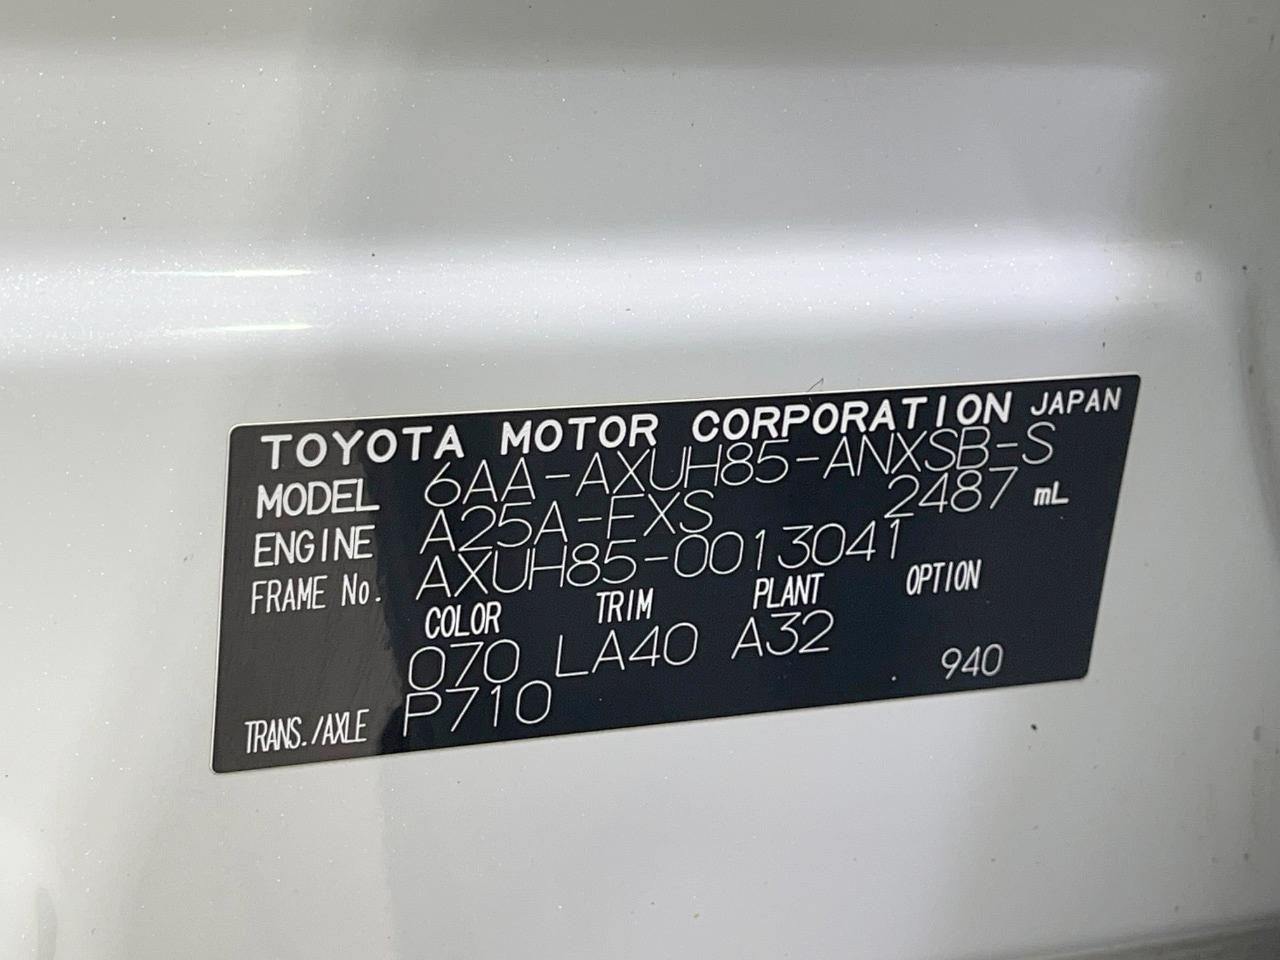 TOYOTA MOTOR CORPORATION JAPAN
MODEL 6AA-AXUH85-ANXSB-S
ENGINE A25A-FXS 2487 mL
FRAME No. AXUH85-0013041
COLOR TRIM PLANT OPTION
070 LA40 A32
TRANS./AXLE P710 940